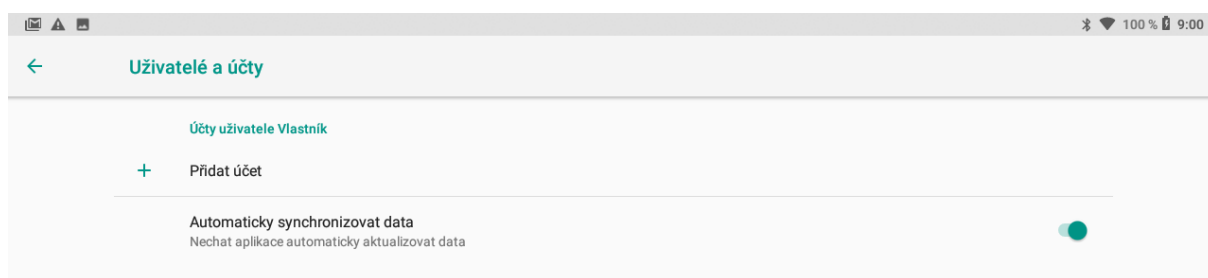 100 % 9:00
Uživatelé a účty
Účty uživatele Vlastník
Přidat účet
Automaticky synchronizovat data
Nechat aplikace automaticky aktualizovat data